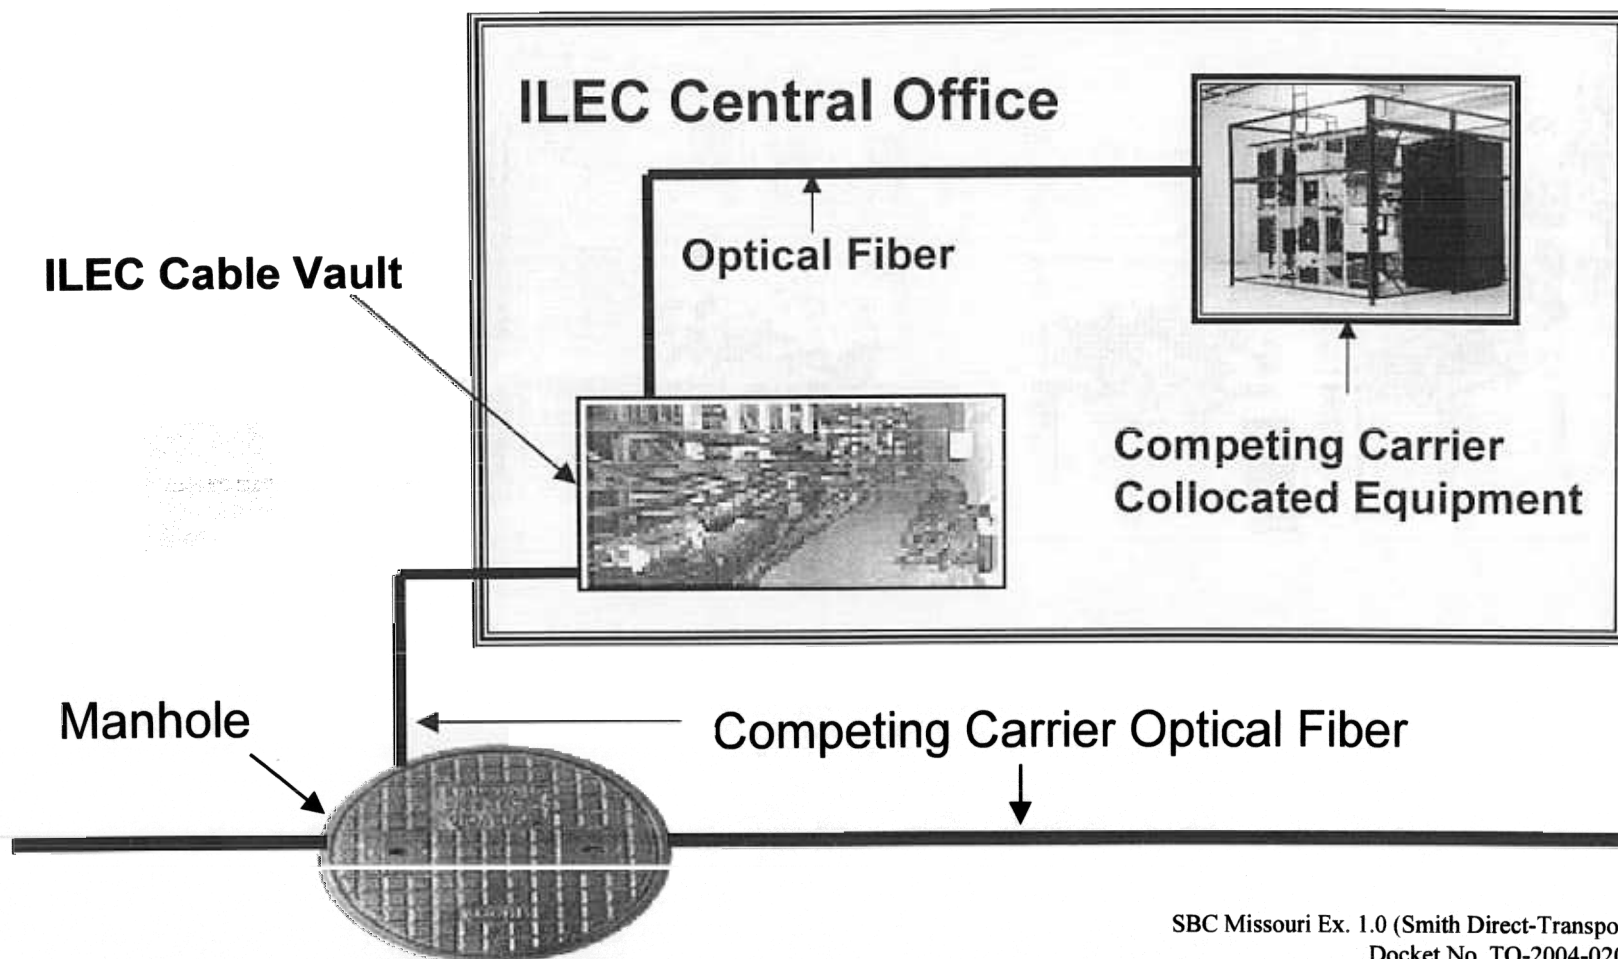 ILEC Central Office
Optical Fiber
ILEC Cable Vault
Competing Carrier
Collocated Equipment
Manhole
Competing Carrier Optical Fiber
SBC Missouri Ex. 1.0 (Smith Direct-Transpo
Docket No. TO-2004-020